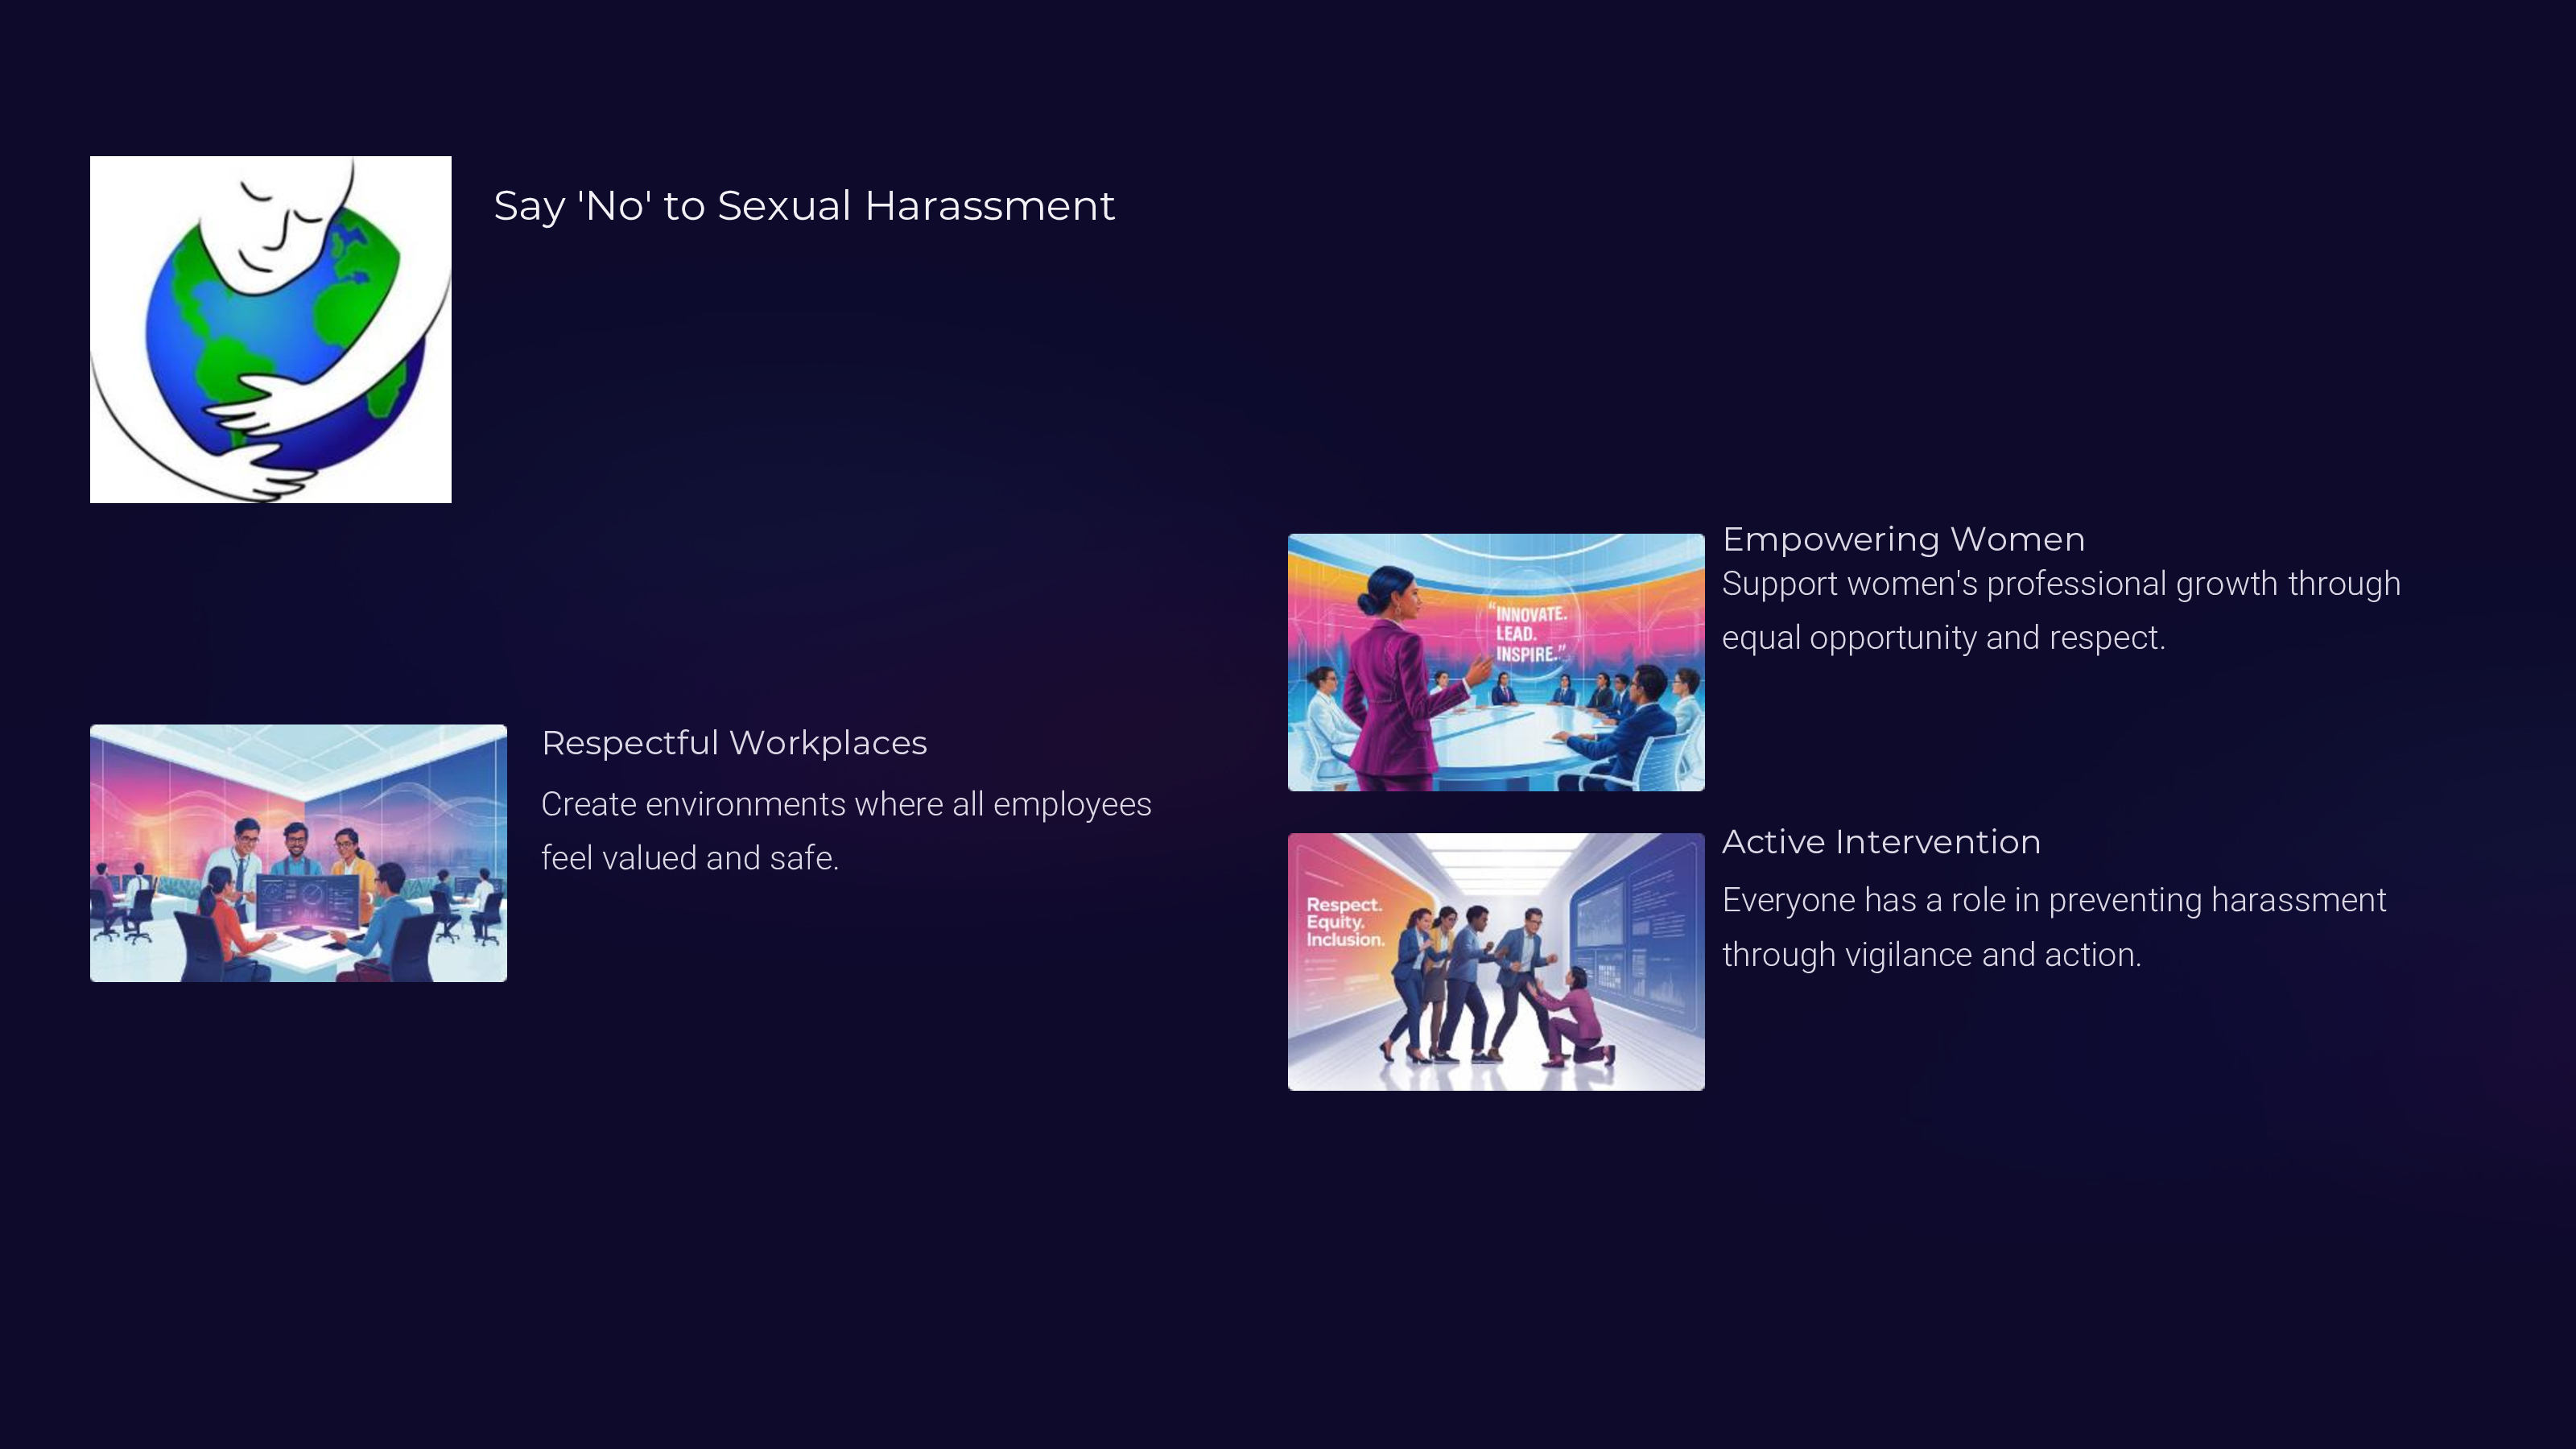 Say 'No' to Sexual Harassment
Respectful Workplaces
Create environments where all employees
feel valued and safe.
“INNOVATE.
LEAD.
INSPIRE.”
Empowering Women
Support women's professional growth through
equal opportunity and respect.
Respect.
Equity.
Inclusion.
Active Intervention
Everyone has a role in preventing harassment
through vigilance and action.